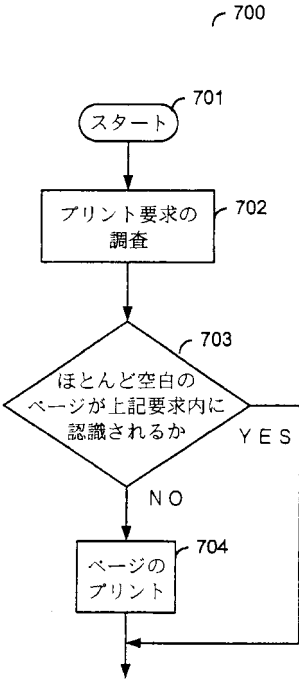 700
701
スタート
702
プリント要求の
調査
703
ほとんど空白の
ページが上記要求内に
認識されるか
YES
NO
704
ページの
プリント